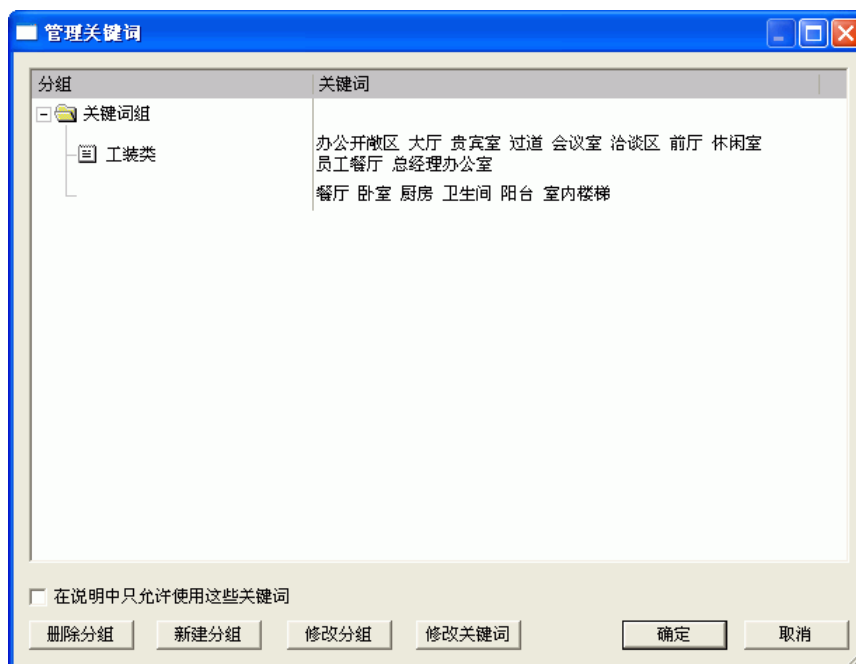 管理关键词
分组 关键词
关键词组
工装类 办公开敞区 大厅 贵宾室 过道 会议室 洽谈区 前厅 休闲室
员工餐厅 总经理办公室
餐厅 卧室 厨房 卫生间 阳台 室内楼梯
在说明中只允许使用这些关键词
删除分组 新建分组 修改分组 修改关键词 确定 取消